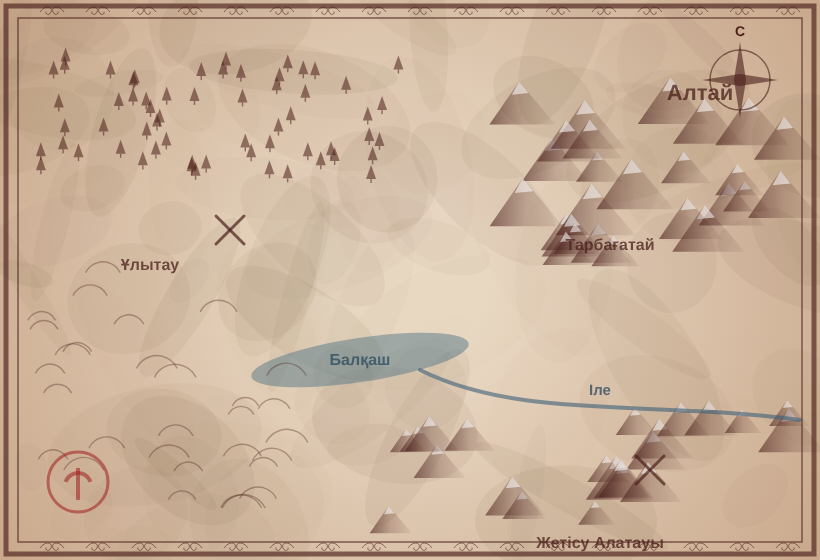 С
Алтай
Тарбағатай
Ұлытау
Балқаш
Іле
Жетісу Алатауы